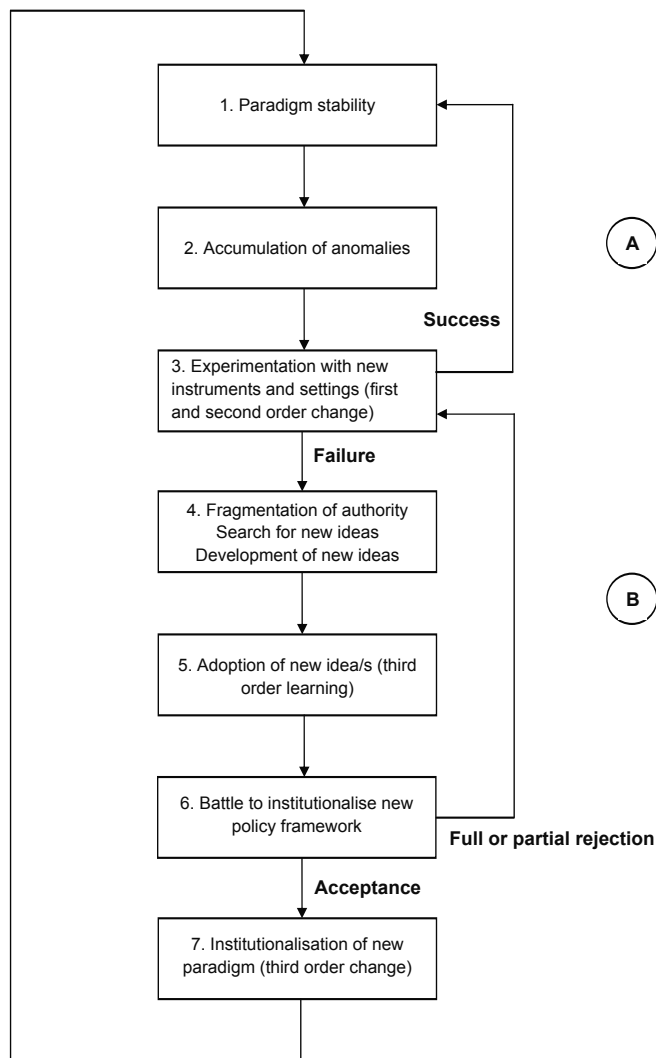 1. Paradigm stability
2. Accumulation of anomalies
A
Success
3. Experimentation with new
instruments and settings (first
and second order change)
Failure
4. Fragmentation of authority
Search for new ideas
Development of new ideas
B
5. Adoption of new idea/s (third
order learning)
6. Battle to institutionalise new
policy framework
Full or partial rejection
Acceptance
7. Institutionalisation of new
paradigm (third order change)